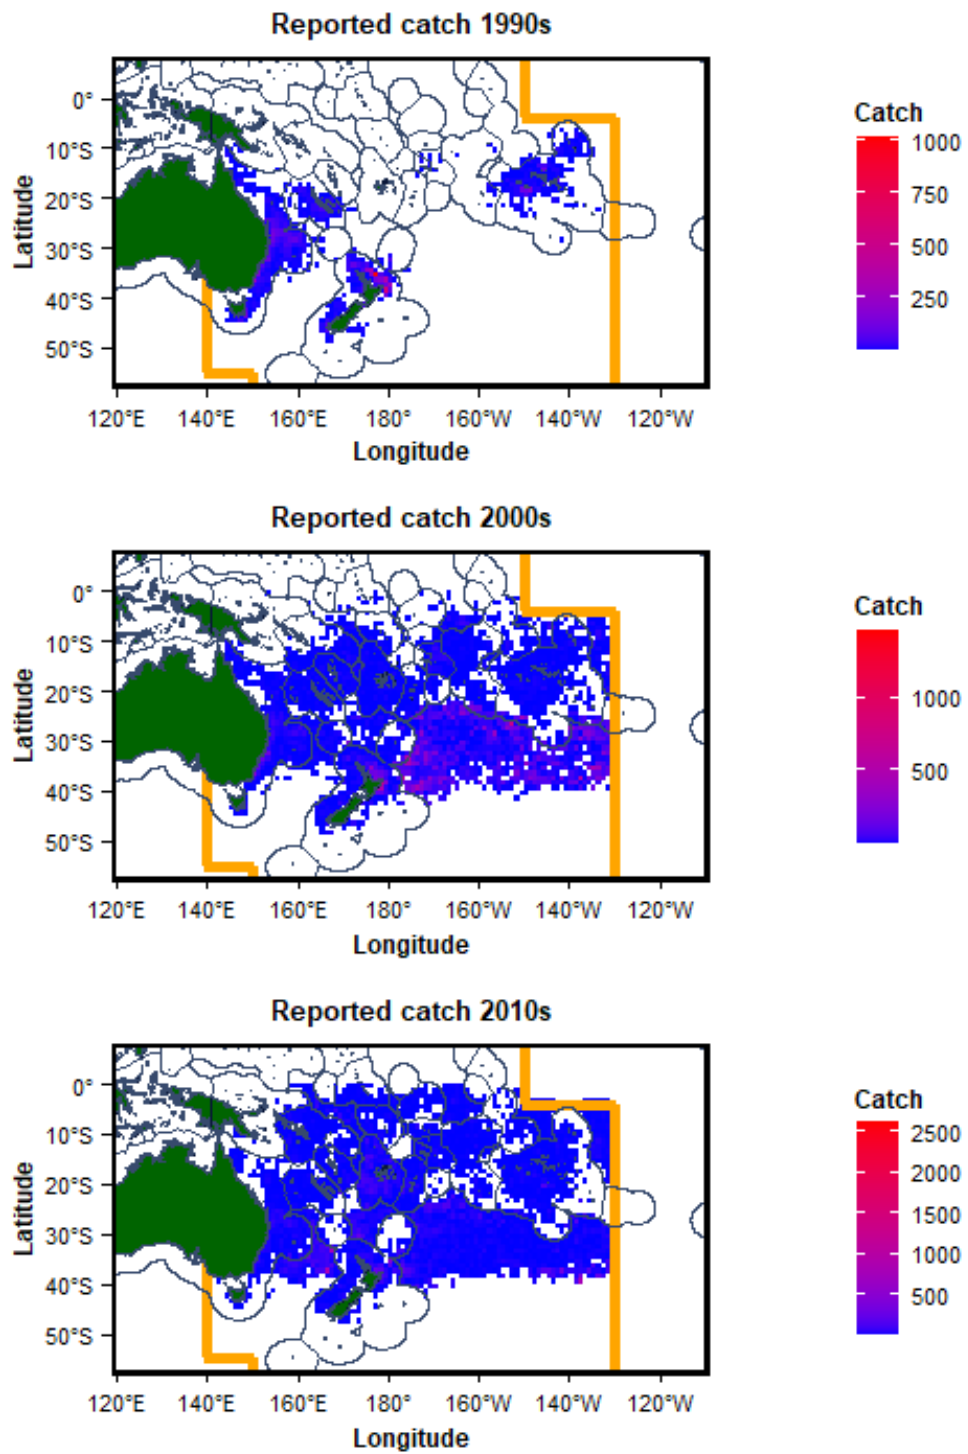 Reported catch 1990s
0°
10°S
20°S
30°S
40°S
50°S
Latitude
120°E 140°E 160°E 180° 160°W 140°W 120°W
Longitude
Catch
1000
750
500
250
Reported catch 2000s
0°
10°S
20°S
30°S
40°S
50°S
Latitude
120°E 140°E 160°E 180° 160°W 140°W 120°W
Longitude
Catch
1000
500
Reported catch 2010s
0°
10°S
20°S
30°S
40°S
50°S
Latitude
120°E 140°E 160°E 180° 160°W 140°W 120°W
Longitude
Catch
2500
2000
1500
1000
500